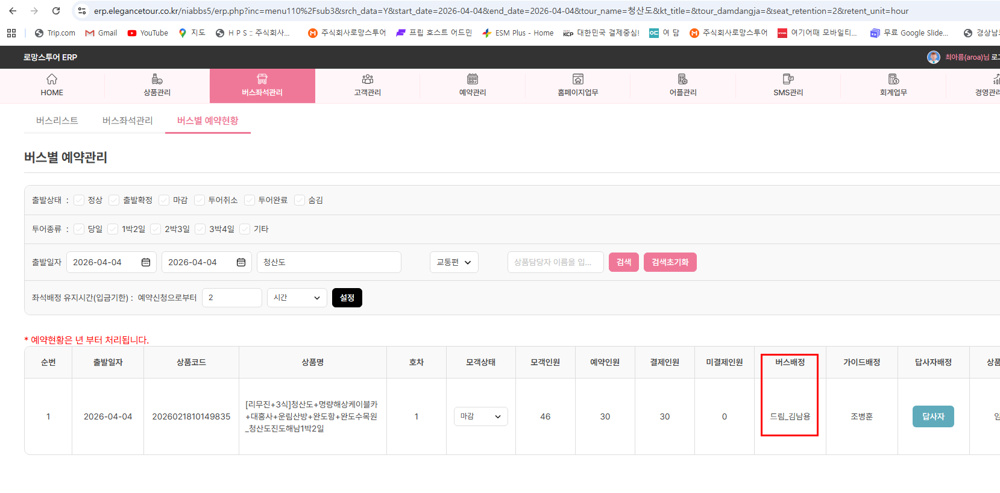 erp.elegancetour.co.kr/niabbs5/erp.php?inc=menu110%2Fsub3&srch_data=Y&start_date=2026-04-04&end_date=2026-04-04&tour_name=청산도&kt_title=&tour_damdangja=&seat_retention=2&retent_unit=hour
Trip.com Gmail YouTube 지도 H P S :: 주식회사... 주식회사로망스투어 프립 호스트 어드민 ESM Plus - Home KCP 대한민국 결제중심! 여 담 주식회사로망스투어 여기어때 모바일티... 무료 Google Slide... 경상남
로망스투어 ERP 최아름(aroa)님 로
HOME 상품관리 버스좌석관리 고객관리 예약관리 홈페이지업무 어플관리 SMS관리 회계업무 경영관리
버스리스트 버스좌석관리 버스별 예약현황
버스별 예약관리
출발상태 : 정상 출발확정 마감 투어취소 투어완료 숨김
투어종류 : 당일 1박2일 2박3일 3박4일 기타
출발일자 2026-04-04 2026-04-04 청산도 교통편 상품담당자 이름을 입... 검색 검색초기화
좌석배정 유지시간(입금기한) : 예약신청으로부터 2 시간 설정
* 예약현황은 년 부터 처리됩니다.
순번 출발일자 상품코드 상품명 호차 모객상태 모객인원 예약인원 결제인원 미결제인원 버스배정 가이드배정 답사자배정 상품
1 2026-04-04 2026021810149835 [리무진+3식]청산도+명량해상케이블카
+대흥사+운림산방+완도항+완도수목원
_청산도진도해남1박2일 1 마감 46 30 30 0 드림_김남용 조병훈 답사자